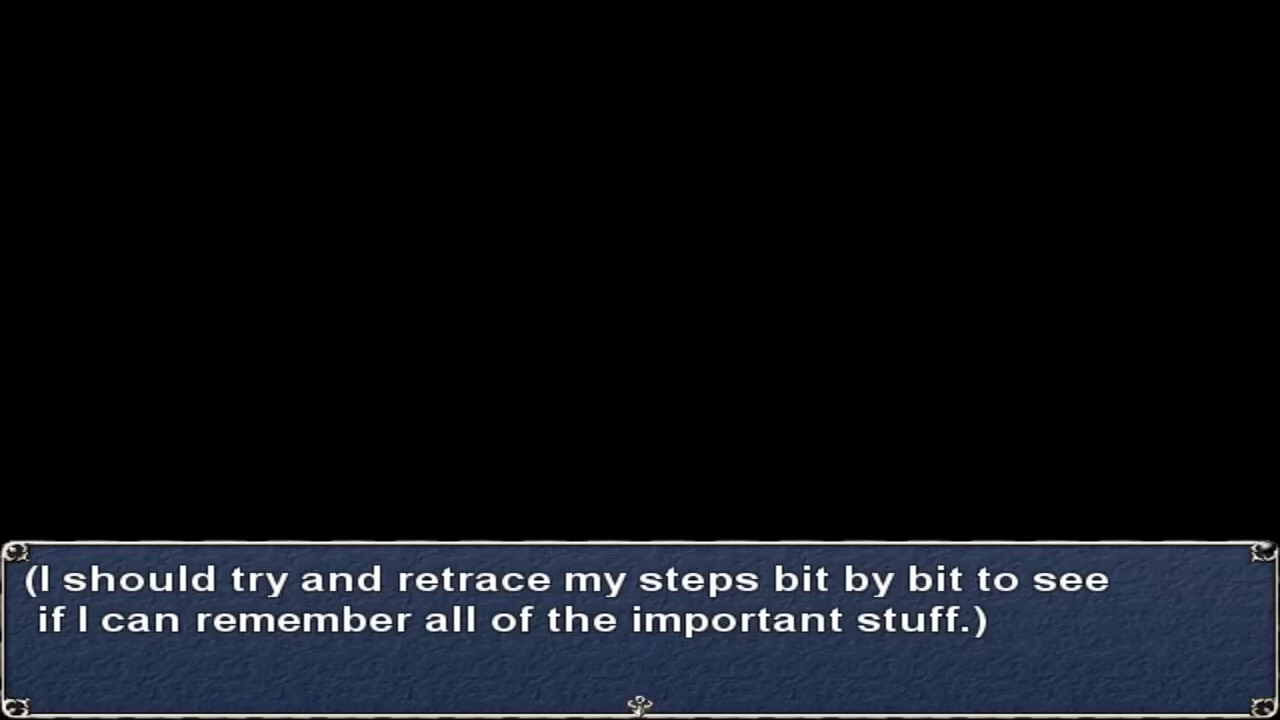 (I should try and retrace my steps bit by bit to see
if I can remember all of the important stuff.)